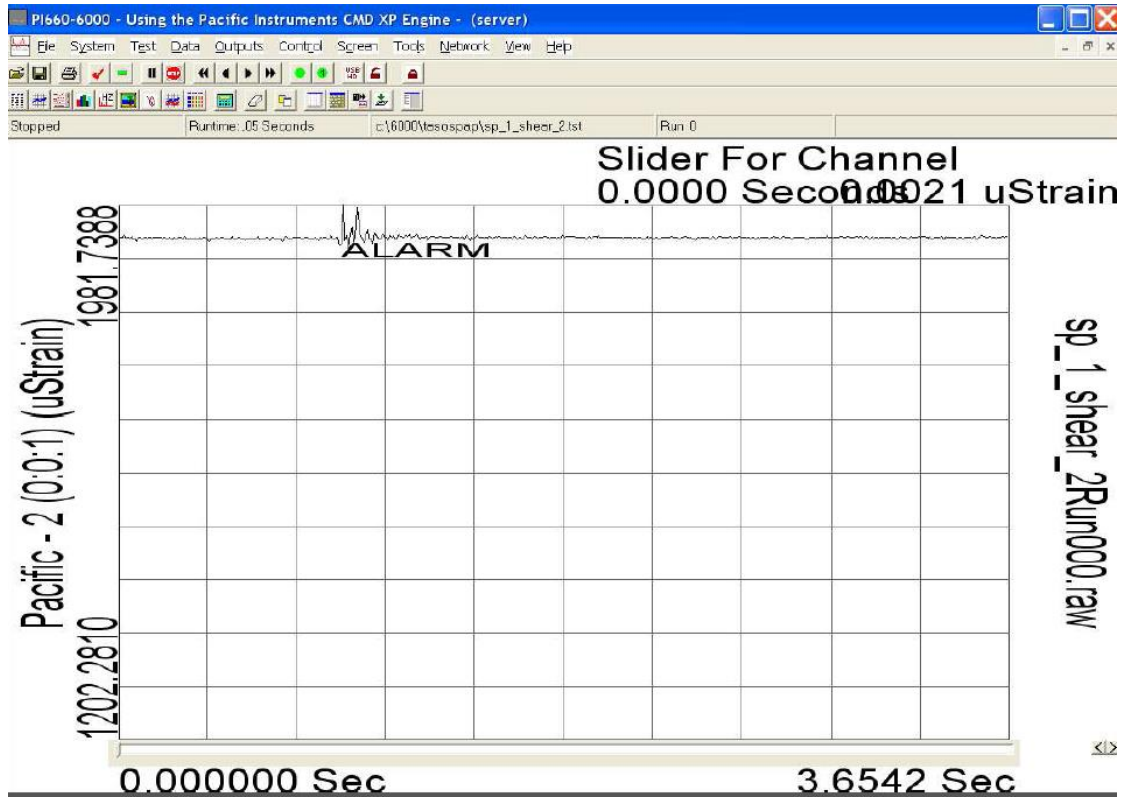 PI660-6000 - Using the Pacific Instruments CMD XP Engine - (server)
File System Test Data Outputs Control Screen Tools Network View Help
Stopped Runtime: .05 Seconds c:\6000\tasospap\sp_1_shear_2.tst Run 0
Slider For Channel
0.0000 Seconds 0.0021 uStrain
1981.7388
ALARM
Pacific - 2 (0:0:1) (uStrain)
sp_1_shear_2Run000.raw
1202.2810
0.000000 Sec 3.6542 Sec